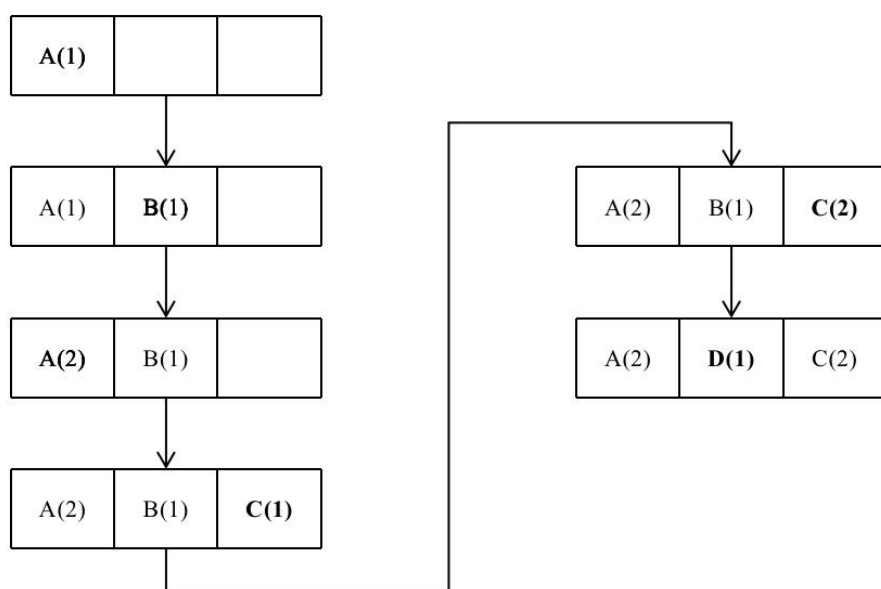 A(1)
A(1) B(1)
A(2) B(1)
A(2) B(1) C(1)
A(2) B(1) C(2)
A(2) D(1) C(2)